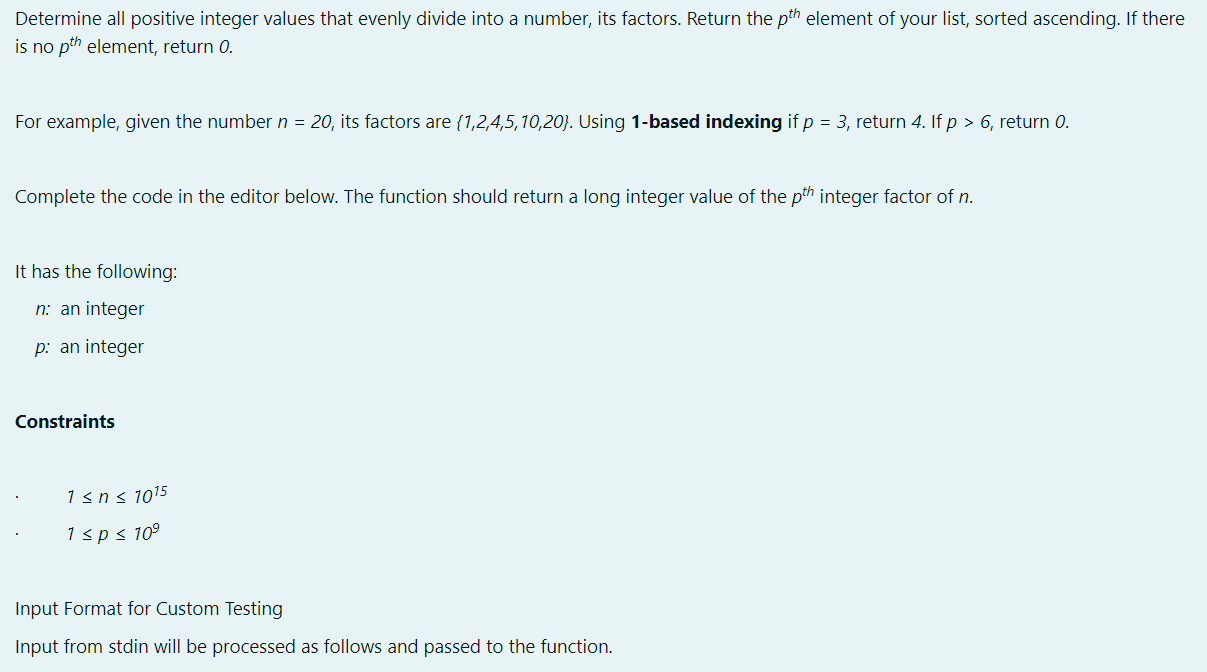 Determine all positive integer values that evenly divide into a number, its factors. Return the pth element of your list, sorted ascending. If there
is no pth element, return 0.
For example, given the number n = 20, its factors are {1,2,4,5,10,20}. Using 1-based indexing if p = 3, return 4. If p > 6, return 0.
Complete the code in the editor below. The function should return a long integer value of the pth integer factor of n.
It has the following:
n: an integer
p: an integer
Constraints
· 1 ≤ n ≤ 10¹⁵
· 1 ≤ p ≤ 10⁹
Input Format for Custom Testing
Input from stdin will be processed as follows and passed to the function.